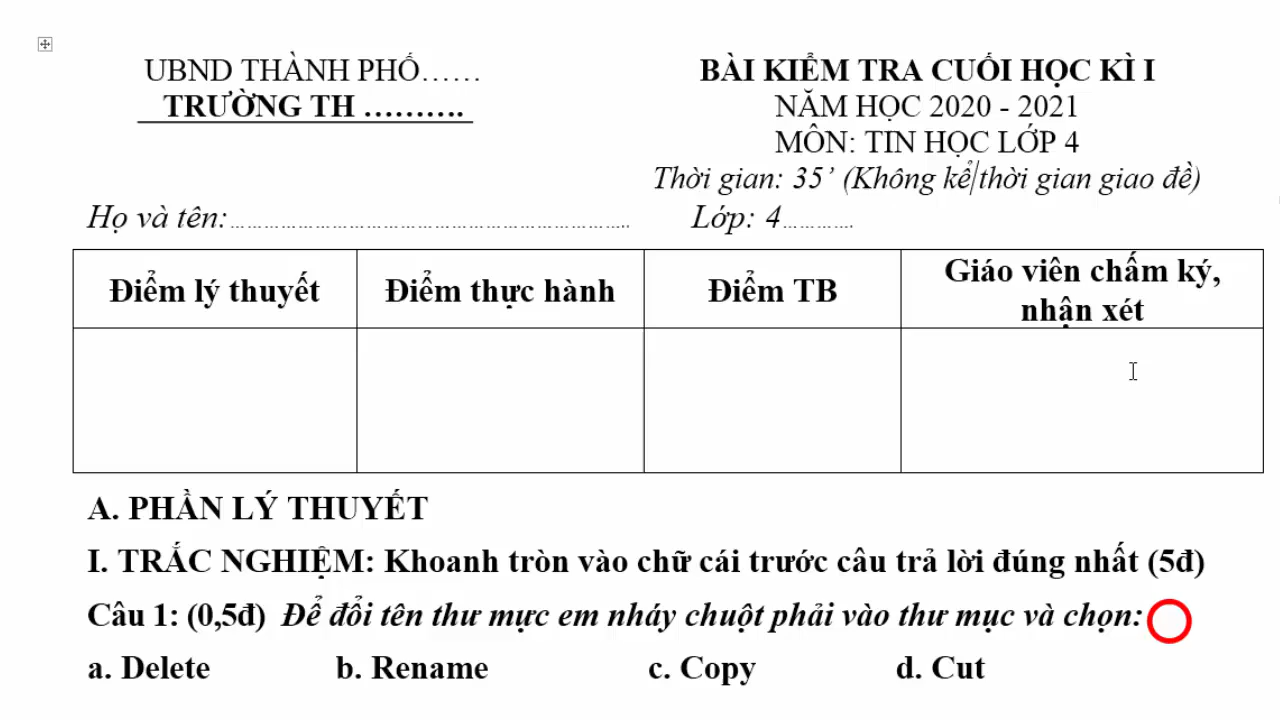 UBND THÀNH PHỐ……
TRƯỜNG TH ……….
BÀI KIỂM TRA CUỐI HỌC KÌ I
NĂM HỌC 2020 - 2021
MÔN: TIN HỌC LỚP 4
Thời gian: 35’ (Không kể thời gian giao đề)
Họ và tên:…………………………………………………………….. Lớp: 4………….
Điểm lý thuyết
Điểm thực hành
Điểm TB
Giáo viên chấm ký,
nhận xét
A. PHẦN LÝ THUYẾT
I. TRẮC NGHIỆM: Khoanh tròn vào chữ cái trước câu trả lời đúng nhất (5đ)
Câu 1: (0,5đ) Để đổi tên thư mực em nháy chuột phải vào thư mục và chọn:
a. Delete b. Rename c. Copy d. Cut